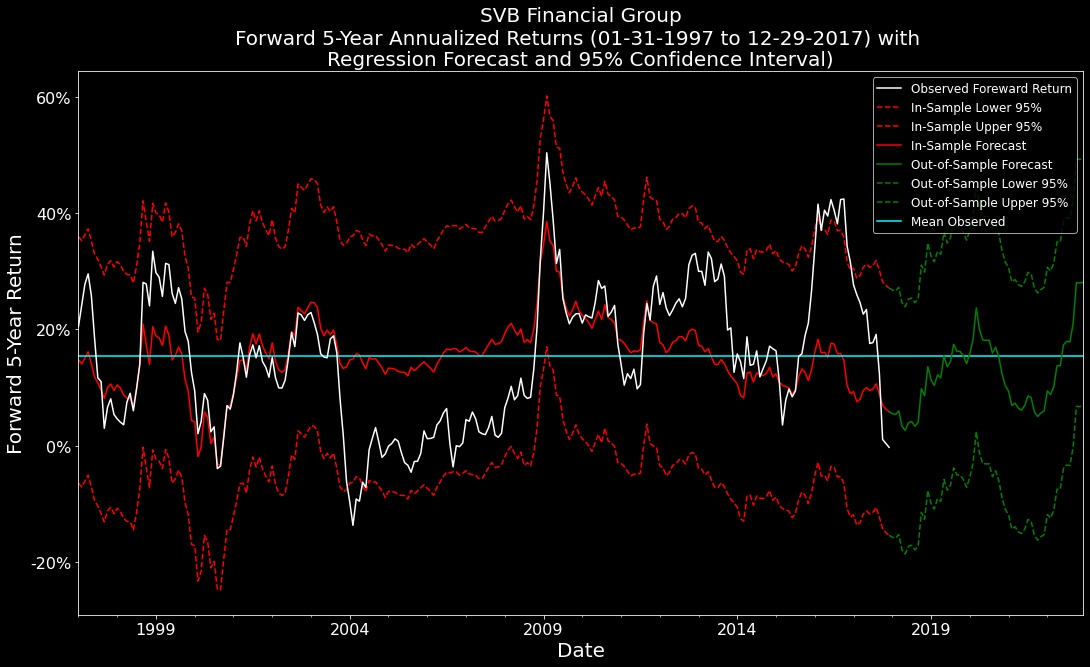 SVB Financial Group
Forward 5-Year Annualized Returns (01-31-1997 to 12-29-2017) with
Regression Forecast and 95% Confidence Interval)
Observed Foreward Return
In-Sample Lower 95%
In-Sample Upper 95%
In-Sample Forecast
Out-of-Sample Forecast
Out-of-Sample Lower 95%
Out-of-Sample Upper 95%
Mean Observed
Forward 5-Year Return
60%
40%
20%
0%
-20%
1999
2004
2009
2014
2019
Date